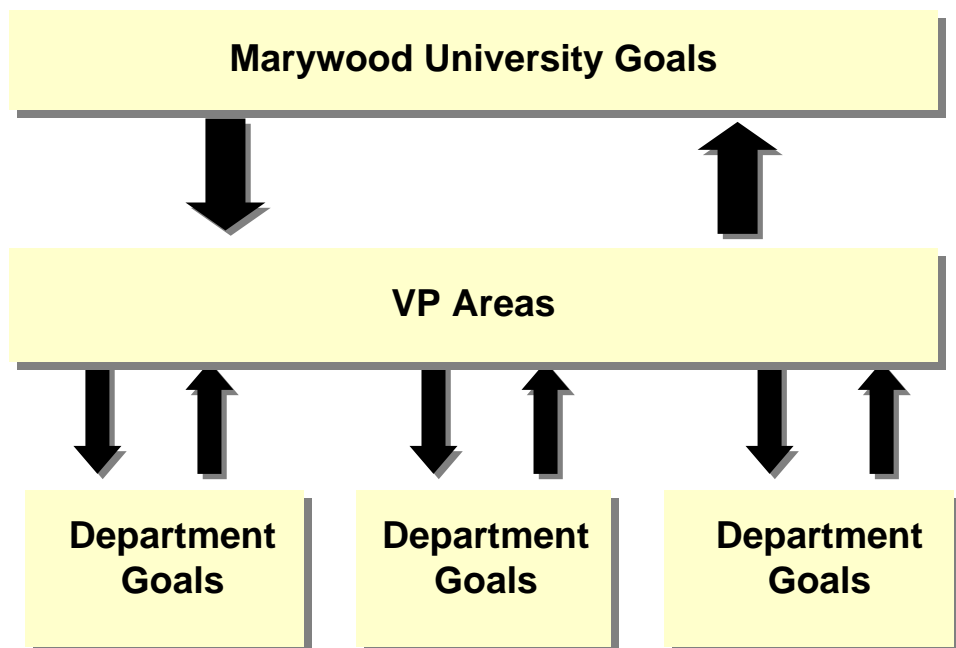 Marywood University Goals
VP Areas
Department
Goals
Department
Goals
Department
Goals